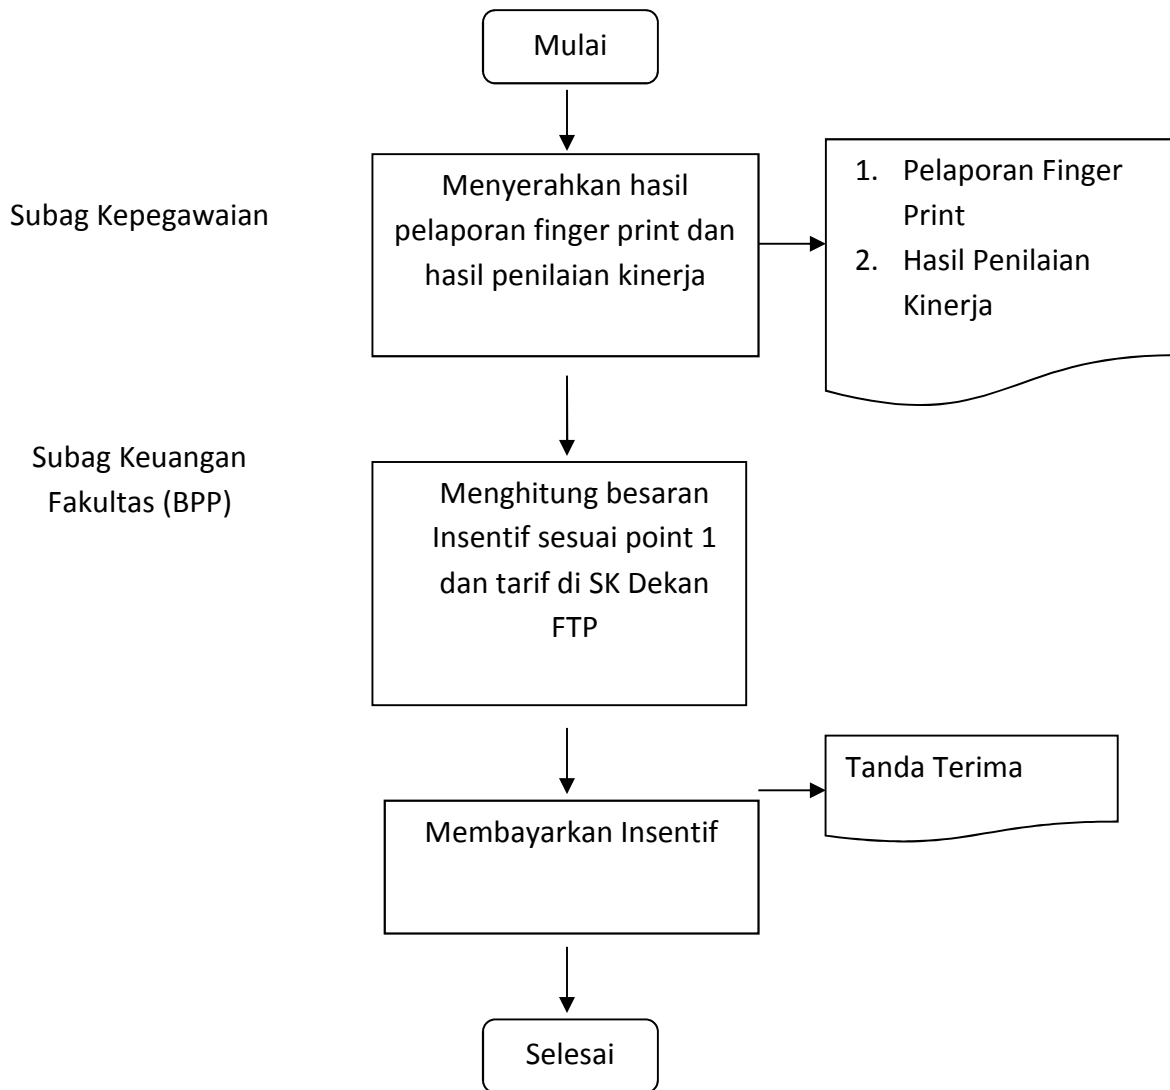 Mulai
Subag Kepegawaian
Menyerahkan hasil
pelaporan finger print dan
hasil penilaian kinerja
1. Pelaporan Finger
Print
2. Hasil Penilaian
Kinerja
Subag Keuangan
Fakultas (BPP)
Menghitung besaran
Insentif sesuai point 1
dan tarif di SK Dekan
FTP
Membayarkan Insentif
Tanda Terima
Selesai